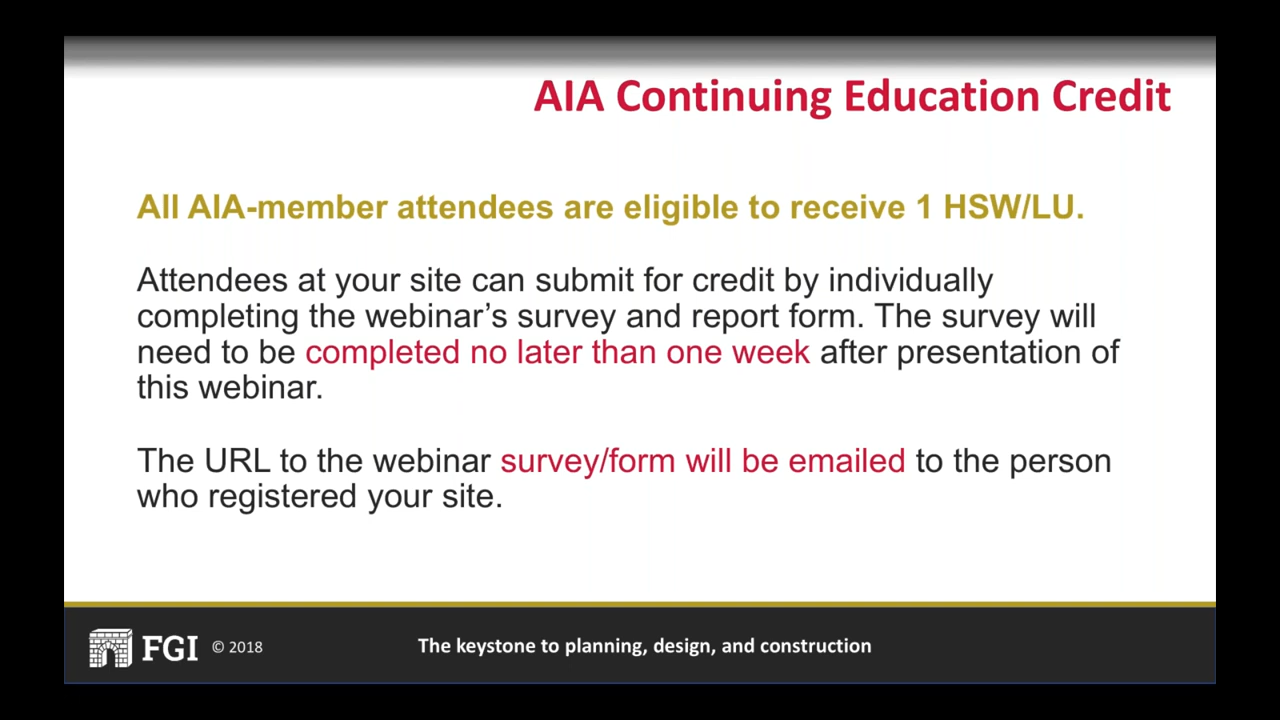 AIA Continuing Education Credit
All AIA-member attendees are eligible to receive 1 HSW/LU.
Attendees at your site can submit for credit by individually
completing the webinar’s survey and report form. The survey will
need to be completed no later than one week after presentation of
this webinar.
The URL to the webinar survey/form will be emailed to the person
who registered your site.
FGI © 2018
The keystone to planning, design, and construction